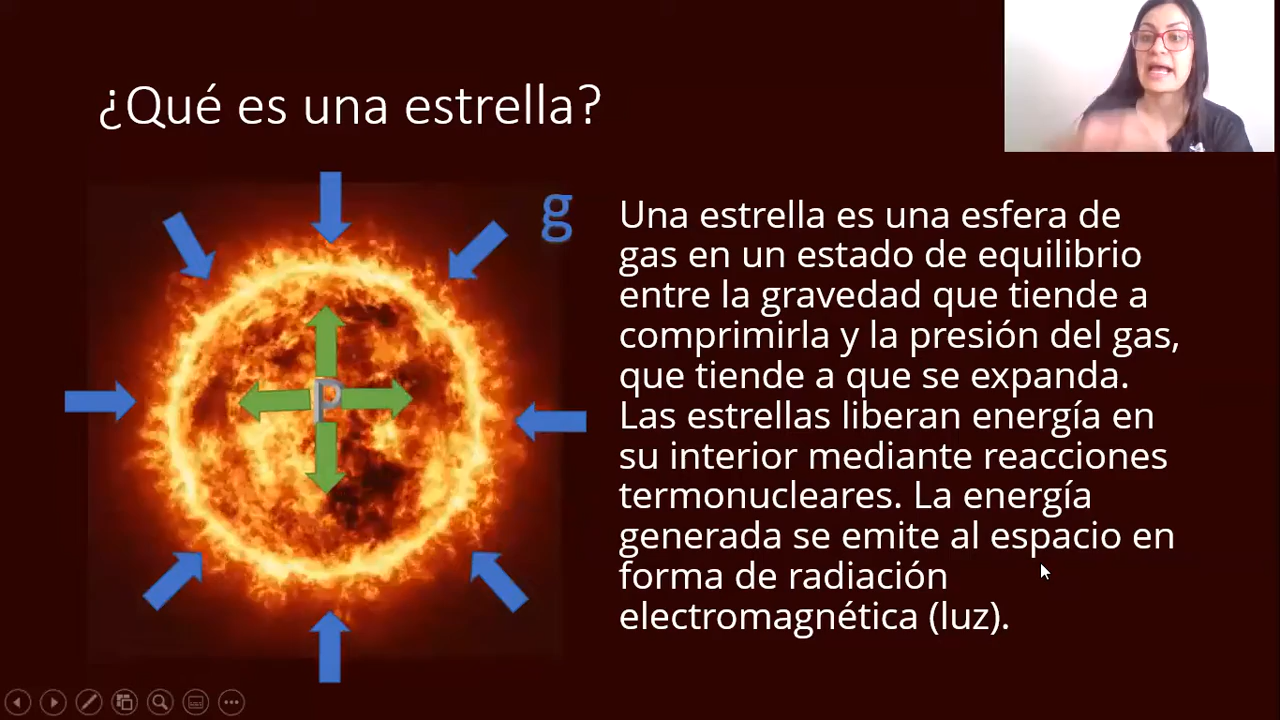 ¿Qué es una estrella?
g
P
Una estrella es una esfera de
gas en un estado de equilibrio
entre la gravedad que tiende a
comprimirla y la presión del gas,
que tiende a que se expanda.
Las estrellas liberan energía en
su interior mediante reacciones
termonucleares. La energía
generada se emite al espacio en
forma de radiación
electromagnética (luz).